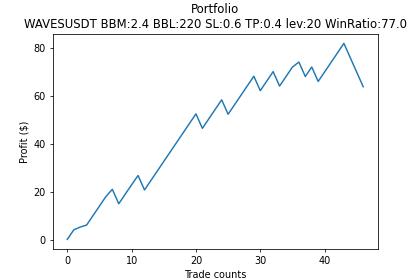 Portfolio
WAVESUSDT BBM:2.4 BBL:220 SL:0.6 TP:0.4 lev:20 WinRatio:77.0
80
60
40
20
0
Profit ($)
0 10 20 30 40
Trade counts